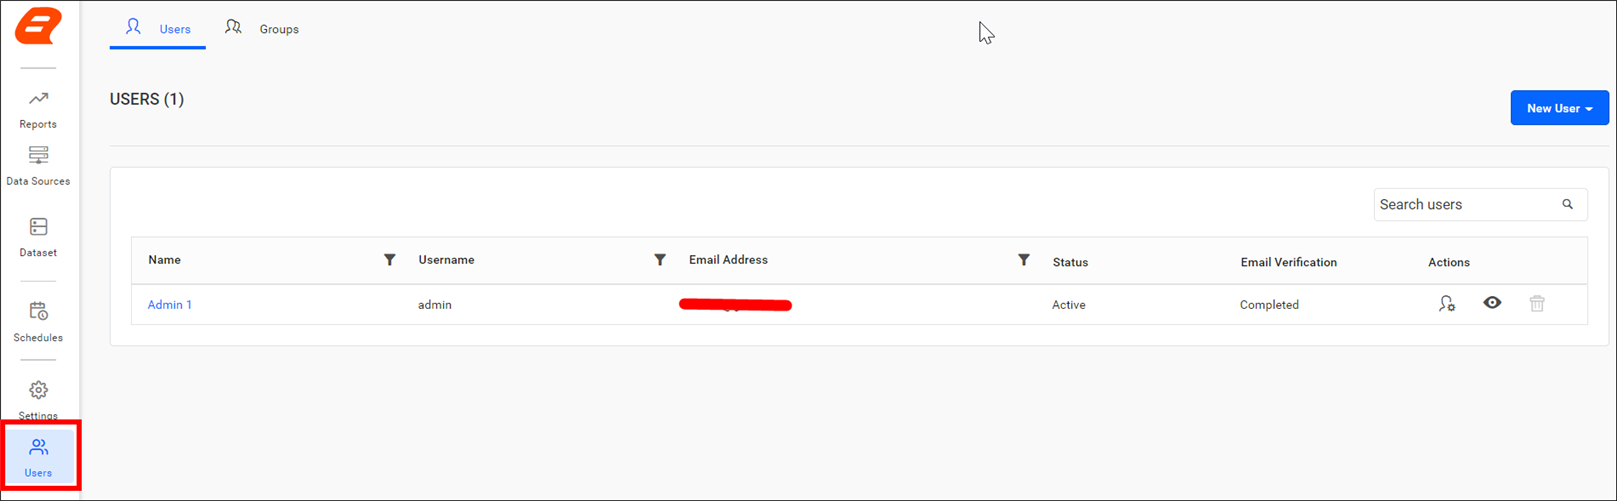 Users
Groups
USERS (1)
New User
Reports
Data Sources
Dataset
Schedules
Settings
Users
Search users
Name
Username
Email Address
Status
Email Verification
Actions
Admin 1
admin
Active
Completed